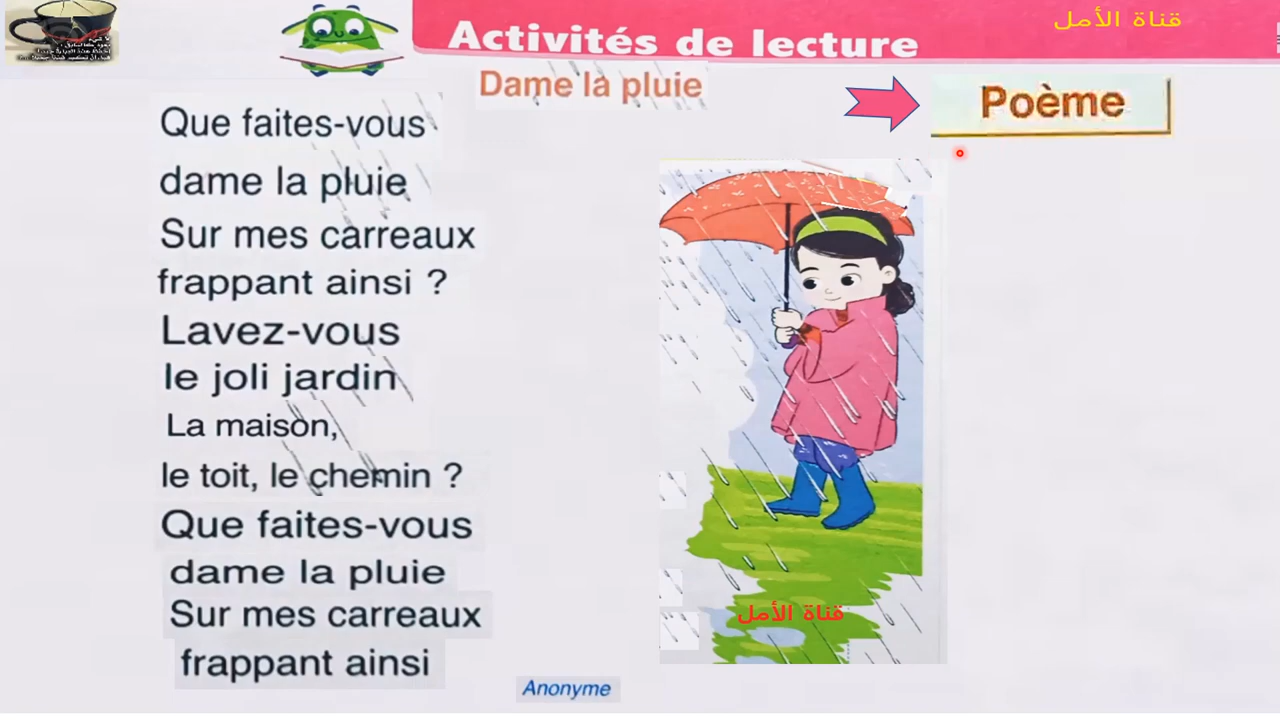 Activités de lecture
قناة الأمل
Dame la pluie
Poème
Que faites-vous
dame la pluie
Sur mes carreaux
frappant ainsi ?
Lavez-vous
le joli jardin
La maison,
le toit, le chemin ?
Que faites-vous
dame la pluie
Sur mes carreaux
frappant ainsi
Anonyme
قناة الأمل